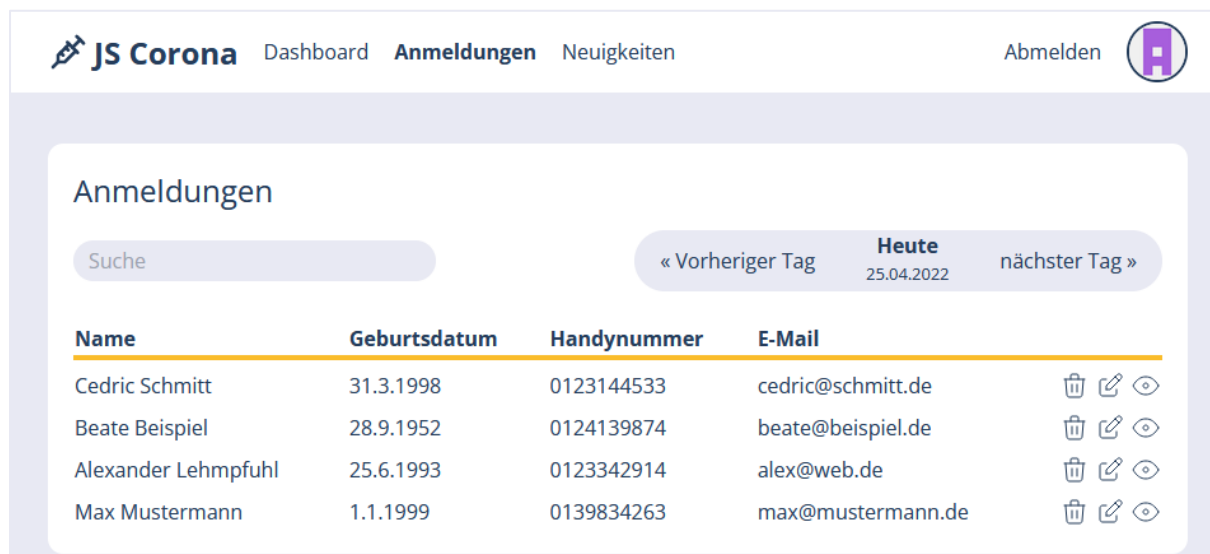 JS Corona Dashboard Anmeldungen Neuigkeiten Abmelden
Anmeldungen
Suche
« Vorheriger Tag Heute nächster Tag »
25.04.2022
Name Geburtsdatum Handynummer E-Mail
Cedric Schmitt 31.3.1998 0123144533 cedric@schmitt.de
Beate Beispiel 28.9.1952 0124139874 beate@beispiel.de
Alexander Lehmpfuhl 25.6.1993 0123342914 alex@web.de
Max Mustermann 1.1.1999 0139834263 max@mustermann.de